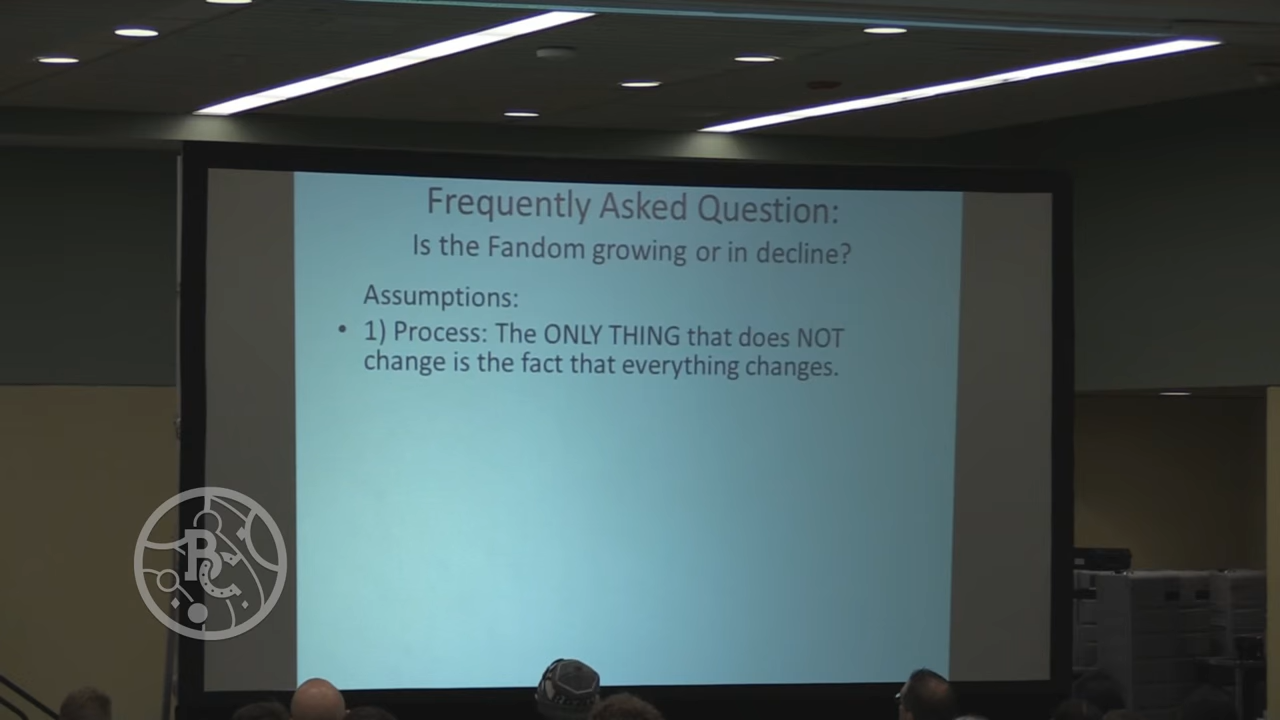 Frequently Asked Question:
Is the Fandom growing or in decline?
Assumptions:
• 1) Process: The ONLY THING that does NOT
change is the fact that everything changes.
BC